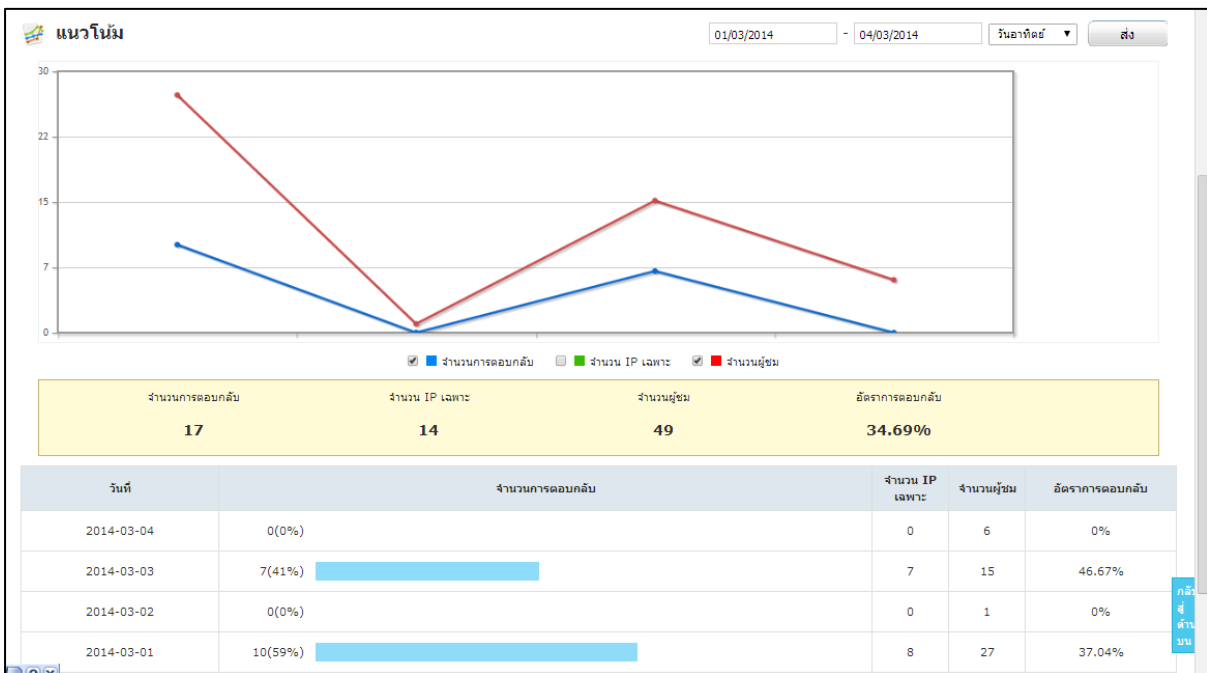 แนวโน้ม
01/03/2014 - 04/03/2014 วันอาทิตย์ ▼ ส่ง
30
22
15
7
0
จำนวนการตอบกลับ จำนวน IP เฉพาะ จำนวนผู้ชม
จำนวนการตอบกลับ จำนวน IP เฉพาะ จำนวนผู้ชม อัตราการตอบกลับ
17 14 49 34.69%
วันที่ จำนวนการตอบกลับ จำนวน IP เฉพาะ จำนวนผู้ชม อัตราการตอบกลับ
2014-03-04 0(0%) 0 6 0%
2014-03-03 7(41%) 7 15 46.67%
2014-03-02 0(0%) 0 1 0%
2014-03-01 10(59%) 8 27 37.04%
สู่
บน